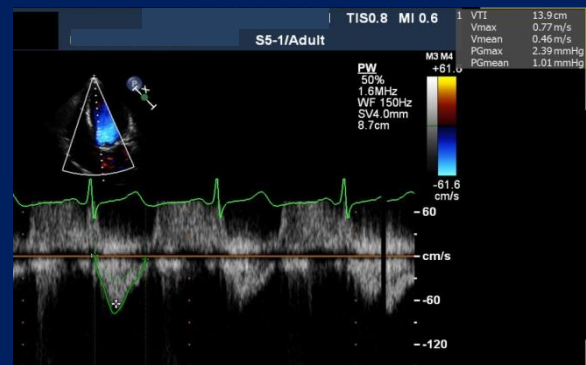 TIS0.8 MI 0.6
S5-1/Adult
1 VTI 13.9 cm
Vmax 0.77 m/s
Vmean 0.46 m/s
PGmax 2.39 mmHg
PGmean 1.01 mmHg
PW
50%
1.6MHz
WF 150Hz
SV4.0mm
8.7cm
M3 M4
+61.6
-61.6
cm/s
P
60
cm/s
-60
-120